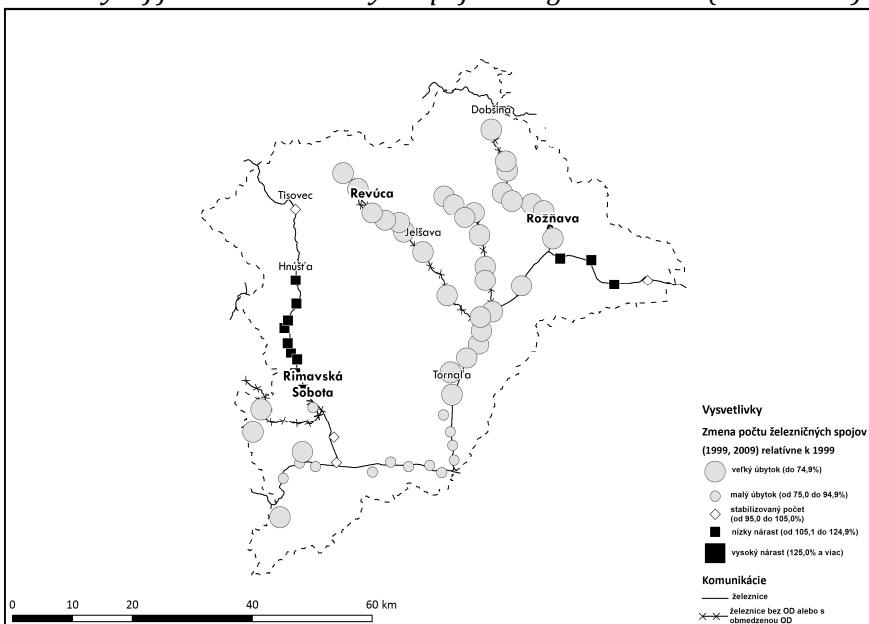 Dobšiná
Tisovec
Revúca
Rožňava
Jelšava
Hnúšťa
Rimavská
Sobota
Tornaľa
Vysvetlivky
Zmena počtu železničných spojov
(1999, 2009) relatívne k 1999
veľký úbytok (do 74,9%)
malý úbytok (od 75,0 do 94,9%)
stabilizovaný počet
(od 95,0 do 105,0%)
nízky nárast (od 105,1 do 124,9%)
vysoký nárast (125,0% a viac)
Komunikácie
železnice
železnice bez OD alebo s
obmedzenou OD
0 10 20 40 60 km